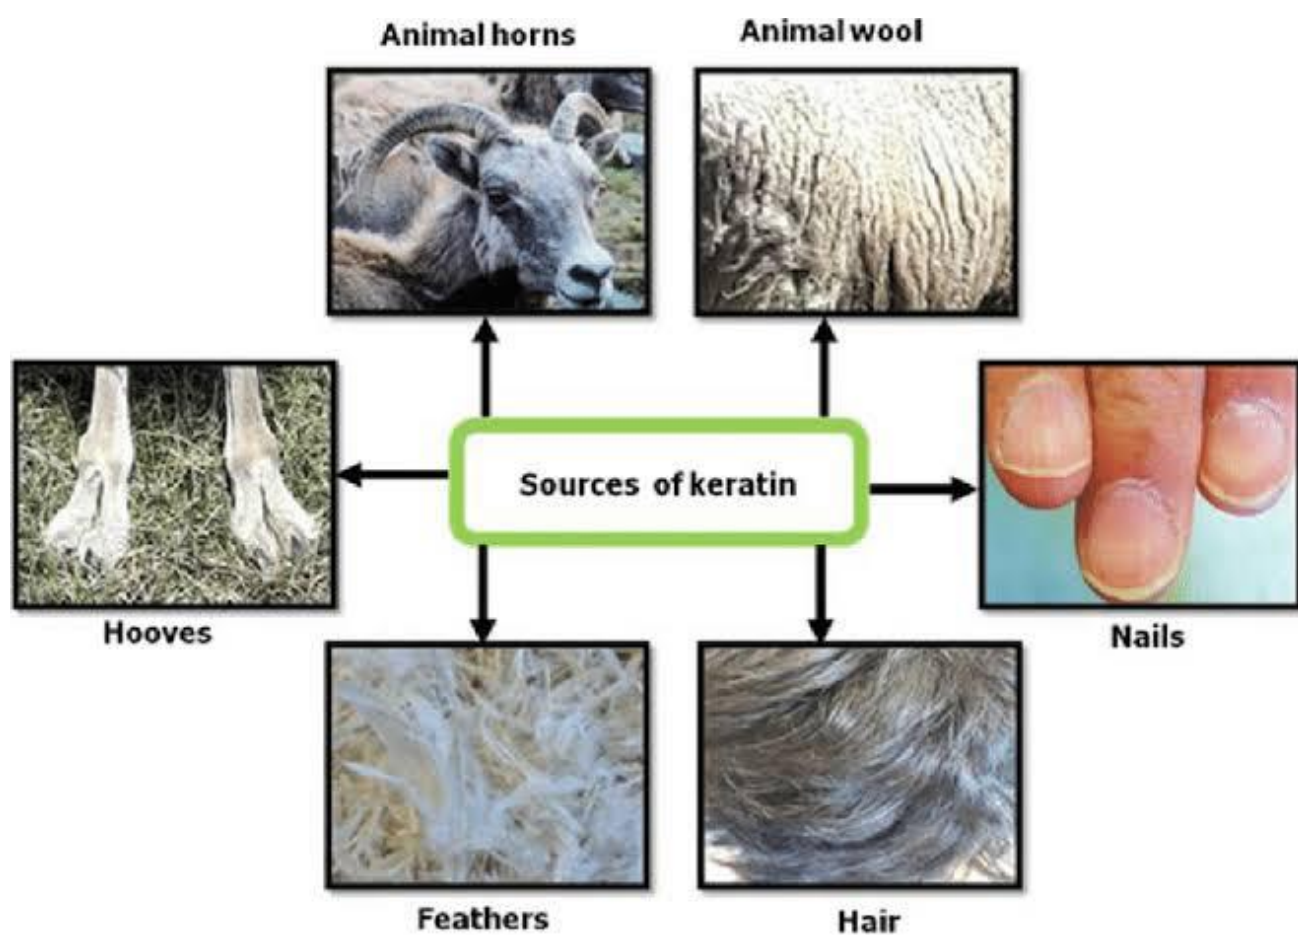 Animal horns
Animal wool
Sources of keratin
Hooves
Nails
Feathers
Hair